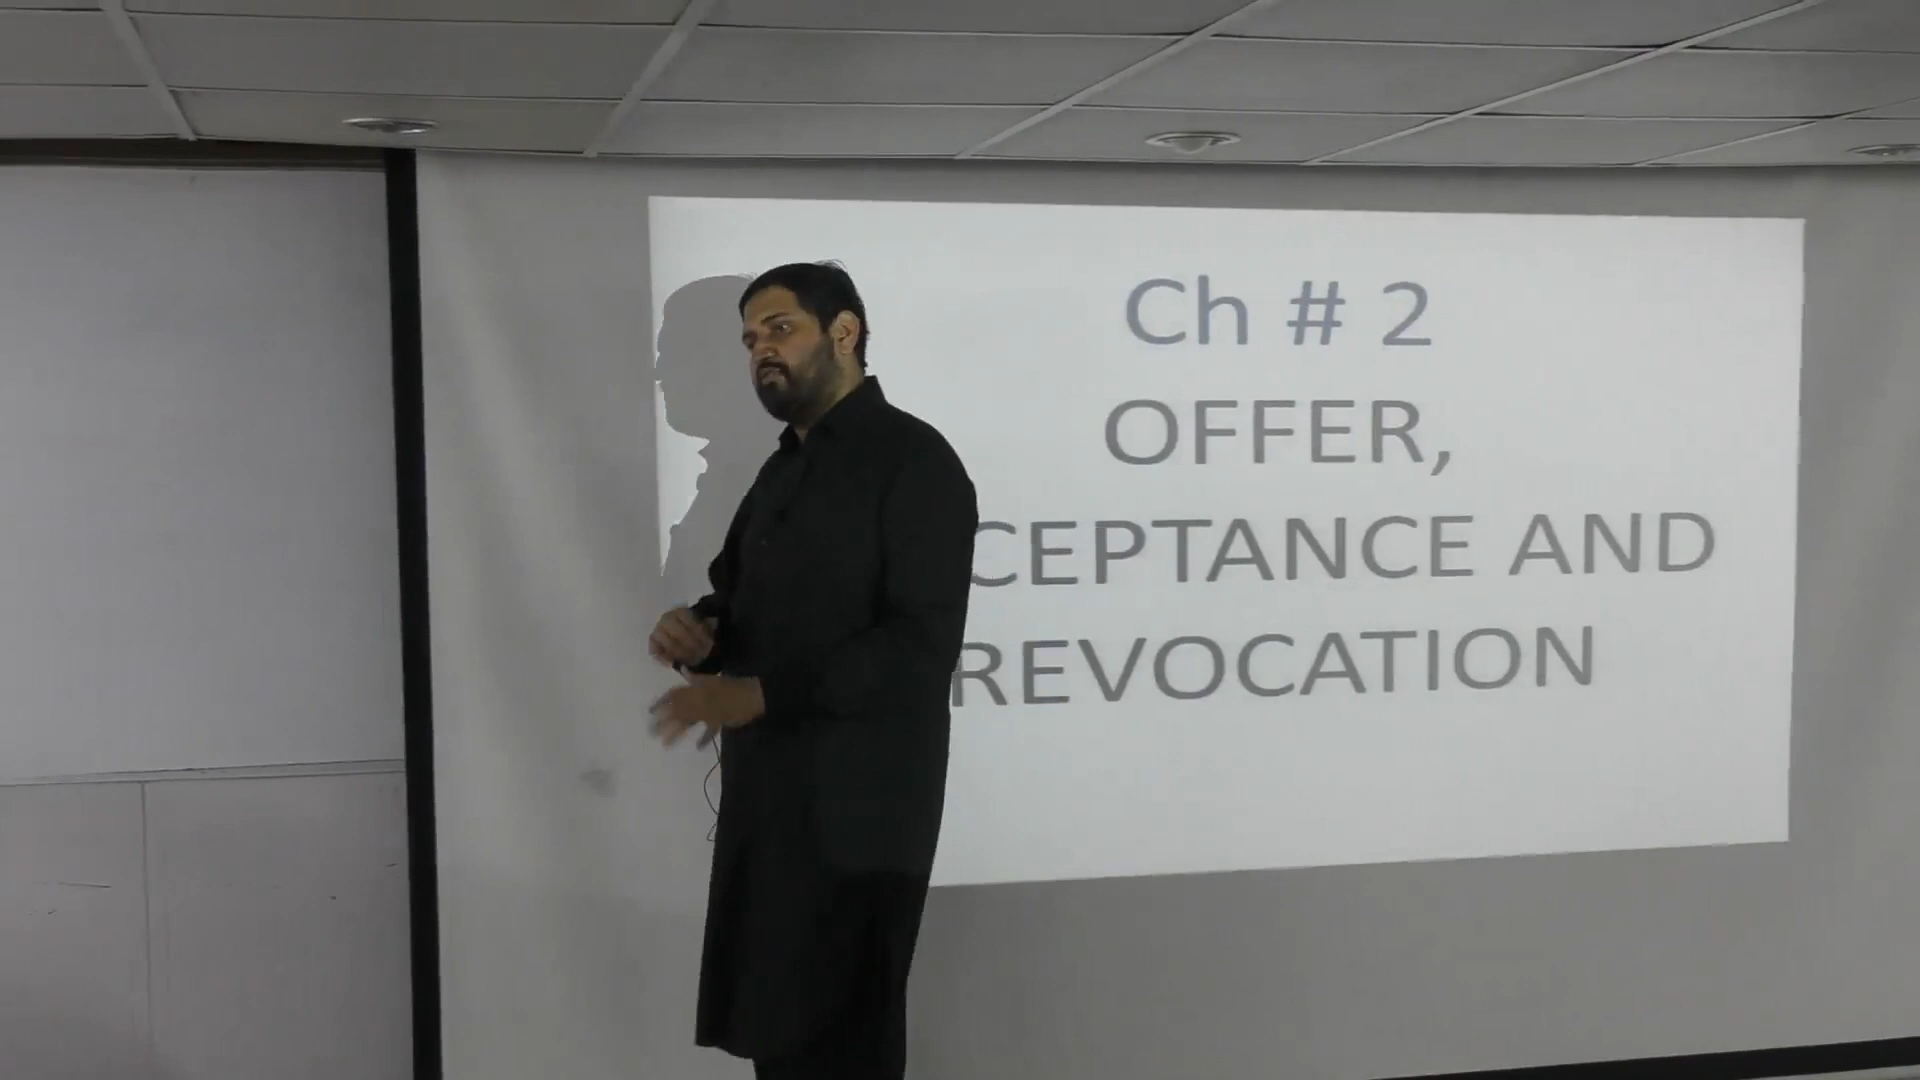 Ch # 2
OFFER,
CEPTANCE AND
REVOCATION